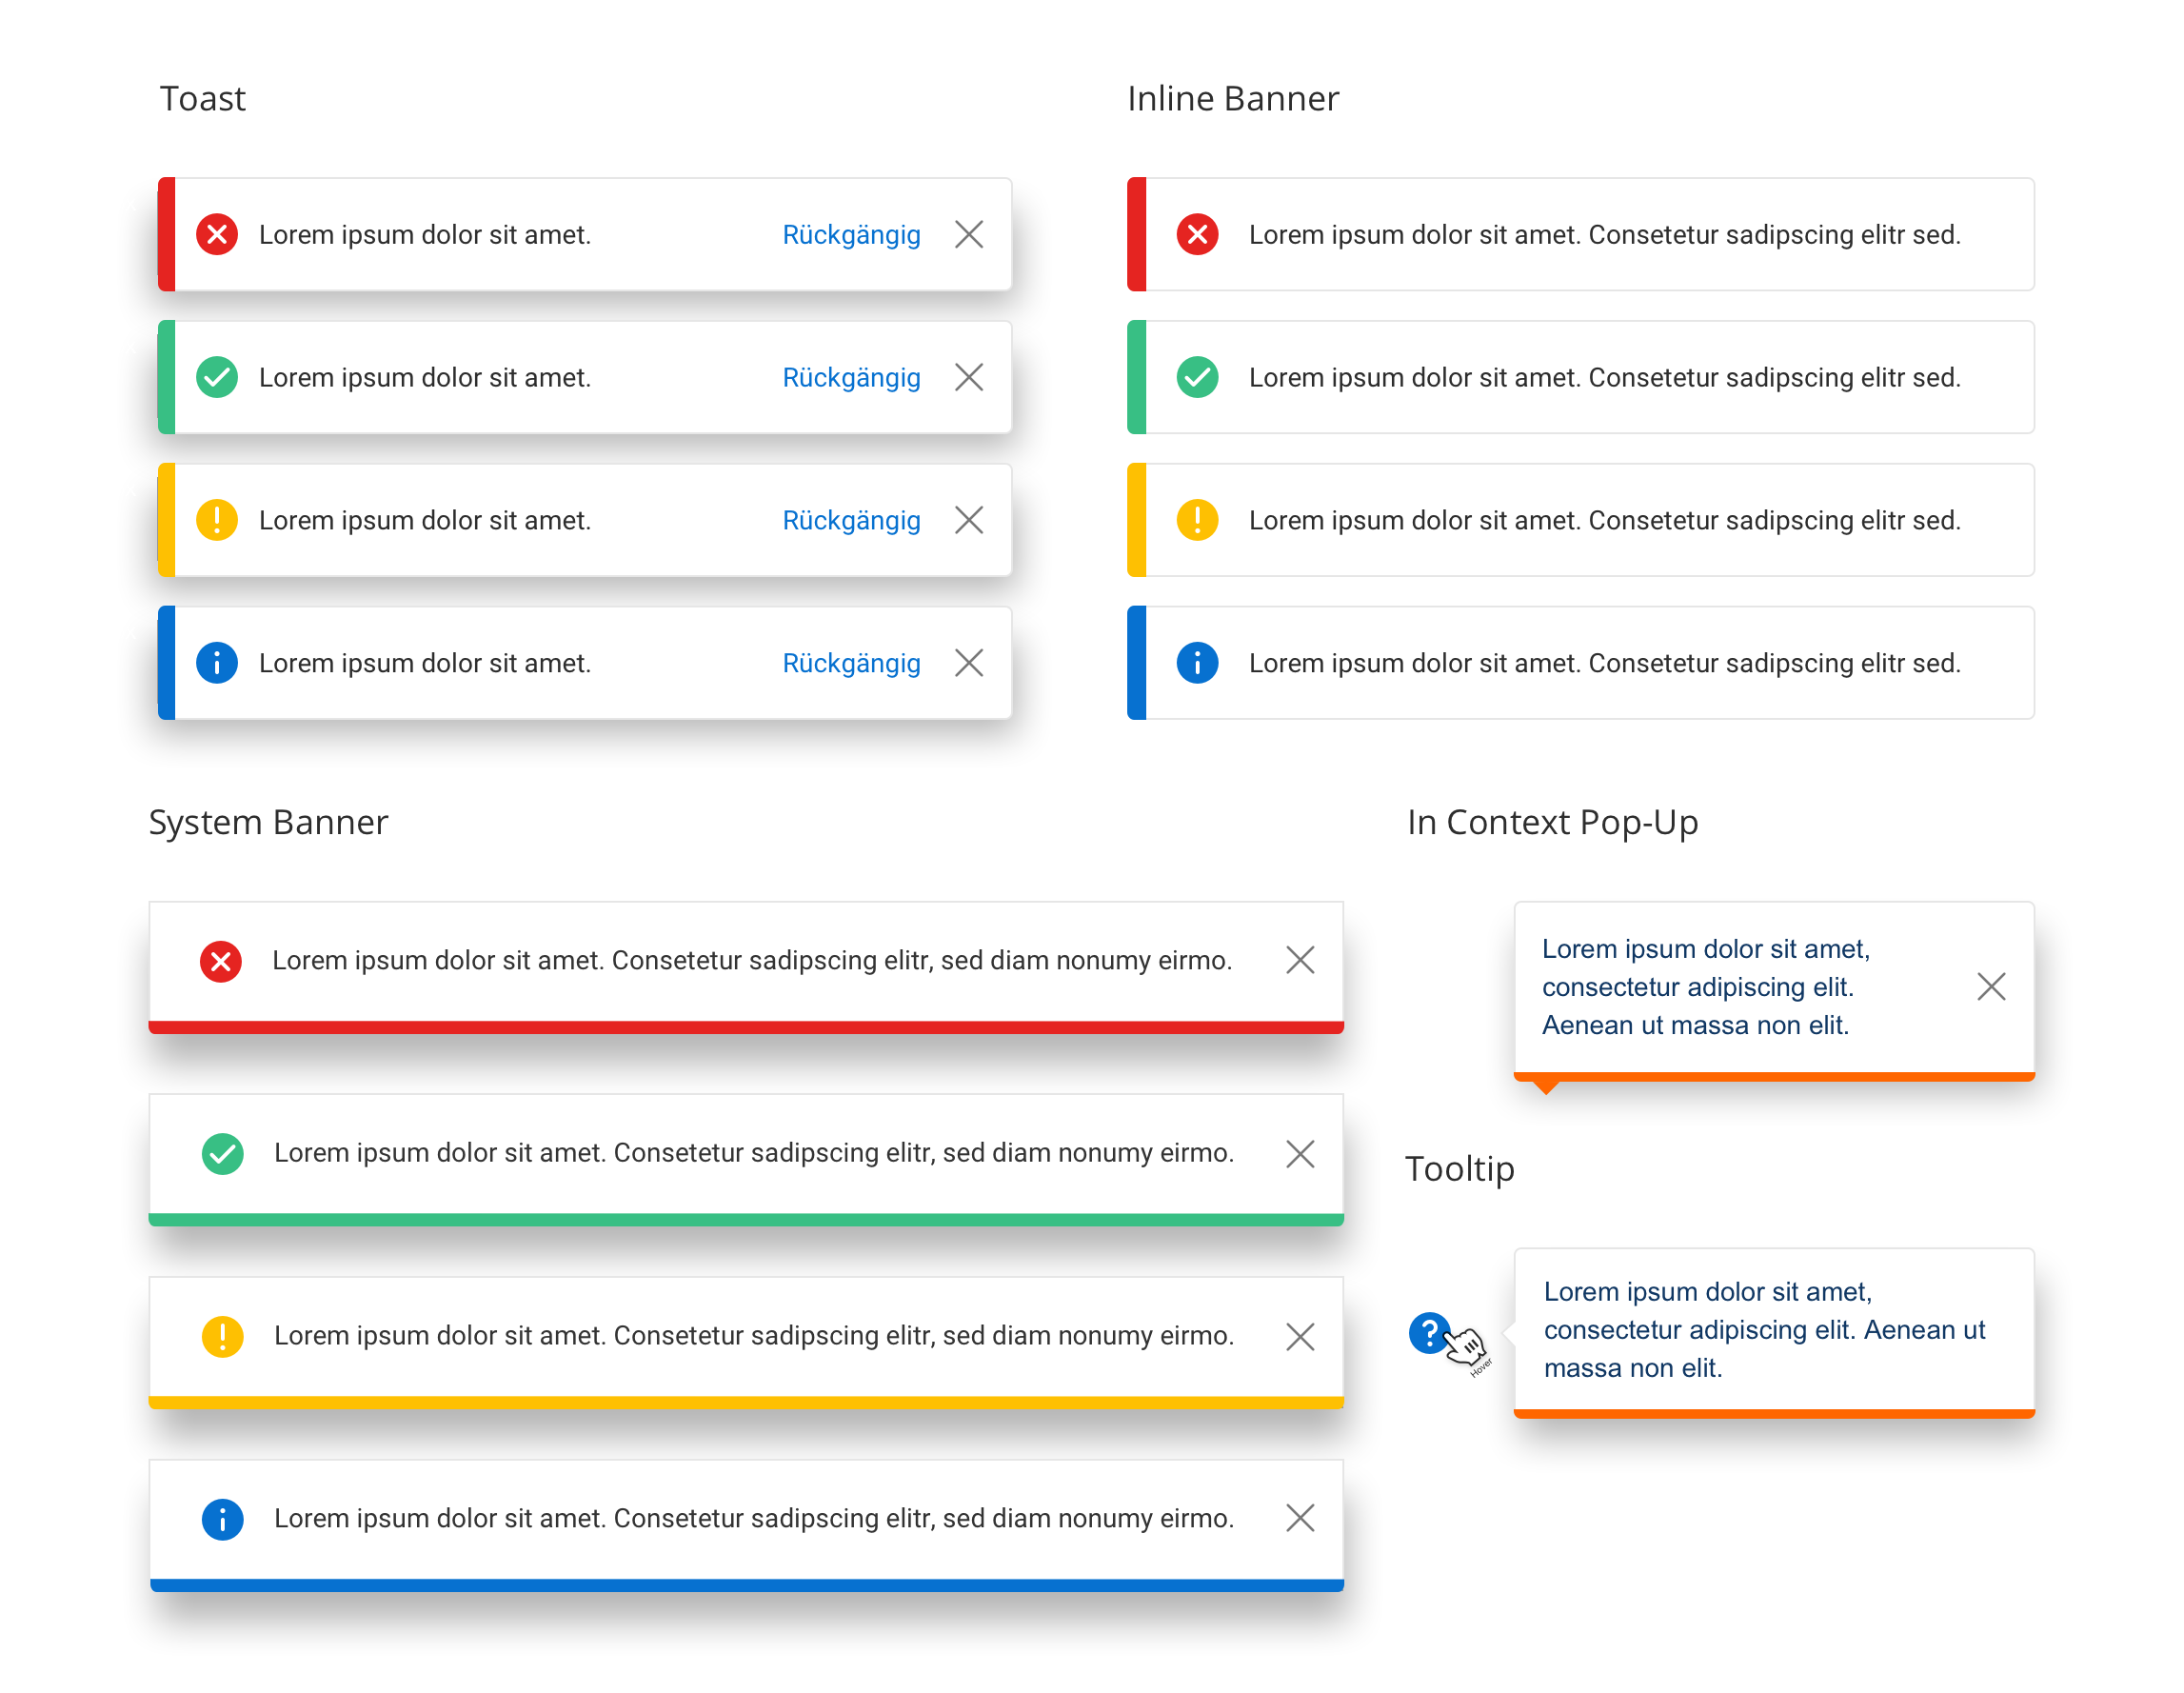 Toast
Lorem ipsum dolor sit amet. Rückgängig
Lorem ipsum dolor sit amet. Rückgängig
Lorem ipsum dolor sit amet. Rückgängig
Lorem ipsum dolor sit amet. Rückgängig
Inline Banner
Lorem ipsum dolor sit amet. Consetetur sadipscing elitr sed.
Lorem ipsum dolor sit amet. Consetetur sadipscing elitr sed.
Lorem ipsum dolor sit amet. Consetetur sadipscing elitr sed.
Lorem ipsum dolor sit amet. Consetetur sadipscing elitr sed.
System Banner
Lorem ipsum dolor sit amet. Consetetur sadipscing elitr, sed diam nonumy eirmo.
Lorem ipsum dolor sit amet. Consetetur sadipscing elitr, sed diam nonumy eirmo.
Lorem ipsum dolor sit amet. Consetetur sadipscing elitr, sed diam nonumy eirmo.
Lorem ipsum dolor sit amet. Consetetur sadipscing elitr, sed diam nonumy eirmo.
In Context Pop-Up
Lorem ipsum dolor sit amet,
consectetur adipiscing elit.
Aenean ut massa non elit.
Tooltip
Hover
Lorem ipsum dolor sit amet,
consectetur adipiscing elit. Aenean ut
massa non elit.